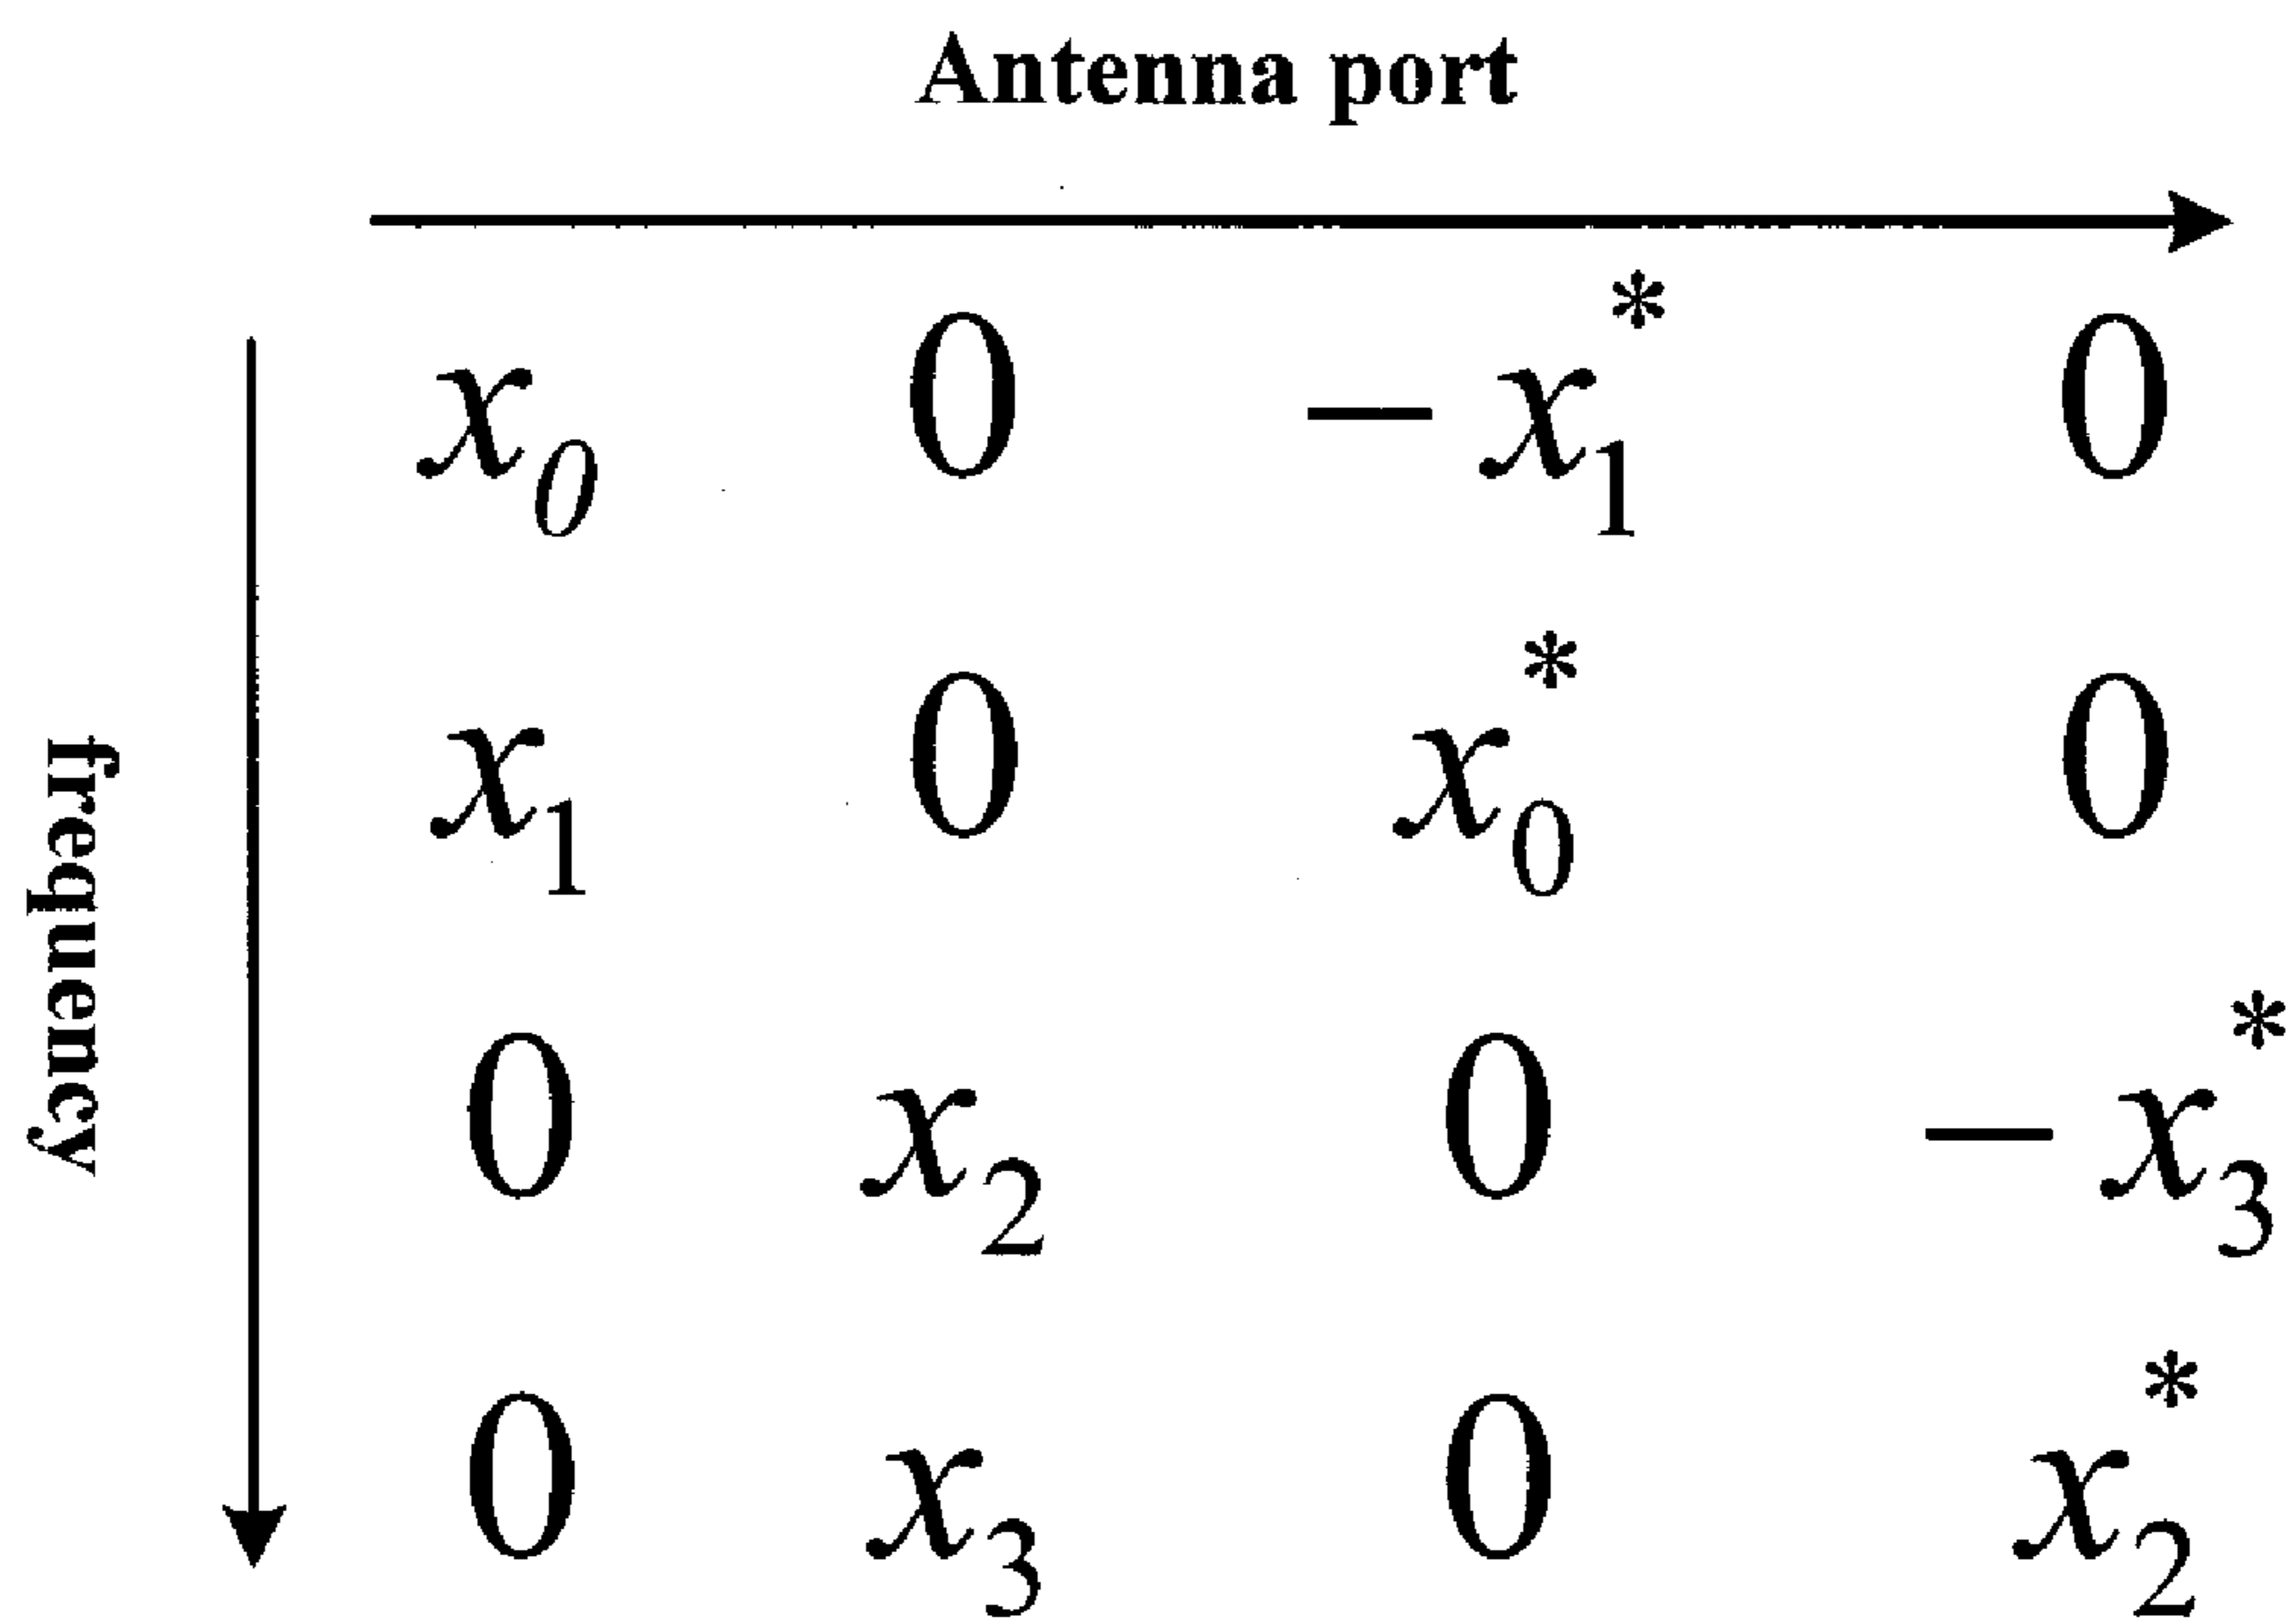 Antenna port
frequency
x₀ 0 −x₁* 0
x₁ 0 x₀* 0
0 x₂ 0 −x₃*
0 x₃ 0 x₂*